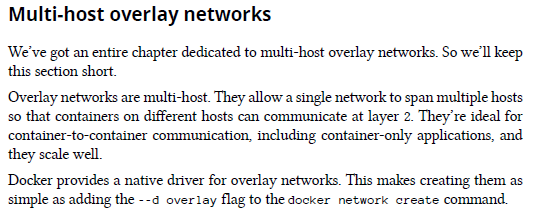 Multi-host overlay networks
We've got an entire chapter dedicated to multi-host overlay networks. So we'll keep
this section short.
Overlay networks are multi-host. They allow a single network to span multiple hosts
so that containers on different hosts can communicate at layer 2. They're ideal for
container-to-container communication, including container-only applications, and
they scale well.
Docker provides a native driver for overlay networks. This makes creating them as
simple as adding the --d overlay flag to the docker network create command.